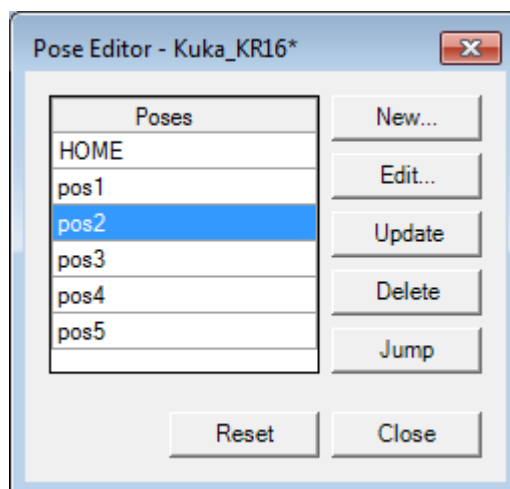 Pose Editor - Kuka_KR16*
Poses
HOME
pos1
pos2
pos3
pos4
pos5
New...
Edit...
Update
Delete
Jump
Reset
Close